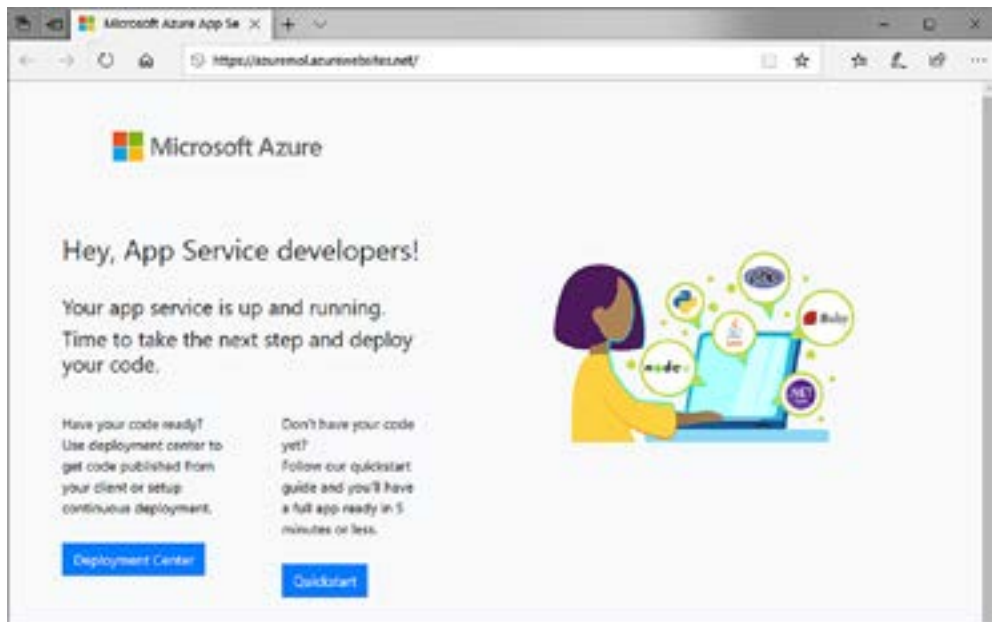 Microsoft Azure App Se
https://azuremol.azurewebsites.net/
Microsoft Azure
Hey, App Service developers!
Your app service is up and running.
Time to take the next step and deploy
your code.
Have your code ready?
Use deployment center to
get code published from
your client or setup
continuous deployment.
Deployment Center
Don't have your code
yet?
Follow our quickstart
guide and you'll have
a full app ready in 5
minutes or less.
Quickstart
php
Ruby
node
.NET